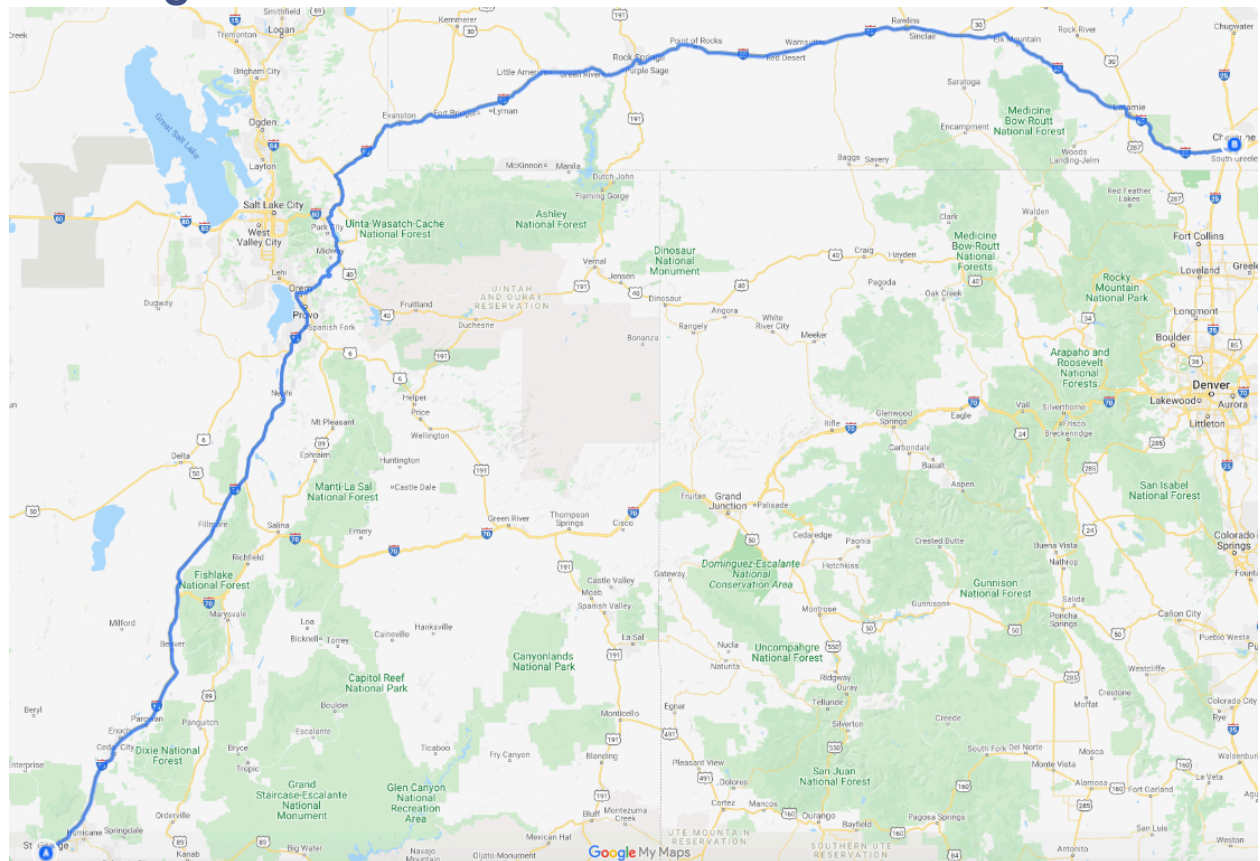 Smithfield
Logan
Tremonton
Kemmerer
Chugwater
Creek
Brigham City
Ogden
Great Salt Lake
Layton
Salt Lake City
West
Valley City
Park City
Midway
Lehi
Orem
Provo
Spanish Fork
Dugway
Nephi
Evanston
Fort Bridger
Lyman
Little America
Green River
Rock Springs
Purple Sage
Point of Rocks
Wamsutter
Red Desert
Rawlins
Sinclair
Elk Mountain
Rock River
Saratoga
Encampment
Medicine
Bow-Routt
National Forest
Laramie
Woods
Landing-Jelm
Cheyenne
South Greeley
B
McKinnon
Manila
Dutch John
Flaming Gorge
Baggs
Savery
Uinta-Wasatch-Cache
National Forest
Ashley
National Forest
Dinosaur
National
Monument
Vernal
Jensen
Dinosaur
UINTAH
AND OURAY
RESERVATION
Fruitland
Duchesne
Bonanza
Rangely
Angora
White
River City
Meeker
Craig
Hayden
Pagoda
Oak Creek
Clark
Walden
Medicine
Bow-Routt
National
Forests
Red Feather
Lakes
Fort Collins
Loveland
Greele
Rocky
Mountain
National Park
Longmont
Boulder
Arapaho and
Roosevelt
National
Forests
Denver
Lakewood
Aurora
Littleton
Helper
Price
Wellington
Mt Pleasant
Ephraim
Huntington
Castle Dale
Manti-La Sal
National Forest
Delta
Fillmore
Salina
Emery
Richfield
Green River
Thompson
Springs
Cisco
Fruita
Grand
Junction
Palisade
Rifle
Glenwood
Springs
Eagle
Vail
Silverthorne
Frisco
Breckenridge
Carbondale
Basalt
Aspen
San Isabel
National Forest
Colorado
Springs
Founta
Fishlake
National Forest
Marysvale
Milford
Beaver
Loa
Bicknell
Torrey
Caineville
Hanksville
Castle Valley
Moab
Spanish Valley
La Sal
Gateway
Dominguez-Escalante
National
Conservation Area
Cedaredge
Paonia
Hotchkiss
Crested Butte
Buena Vista
Nathrop
Gunnison
National Forest
Salida
Poncha
Springs
Cañon City
Pueblo West
Montrose
Gunnison
Canyonlands
National Park
Capitol Reef
National Park
Nucla
Naturita
Uncompahgre
National Forest
Ridgway
Ouray
Telluride
Silverton
Creede
Westcliffe
Crestone
Moffat
Colorado City
Rye
Walsenbur
Beryl
Parowan
Enoch
Cedar City
Panguitch
Boulder
Escalante
Dixie National
Forest
Bryce
Tropic
Ticaboo
Fry Canyon
Monticello
Blanding
Egnar
Pleasant View
Dolores
Cortez
Mancos
San Juan
National Forest
South Fork
Del Norte
Monte Vista
Mosca
Alamosa
Fort Garland
La Veta
Enterprise
Grand
Staircase-Escalante
National
Monument
Glen Canyon
National
Recreation
Area
Hurricane
Springdale
Orderville
St George
A
Kanab
Big Water
Navajo
Mountain
Oljato-Monument
Mexican Hat
Bluff
Montezuma
Creek
UTE MOUNTAIN
RESERVATION
Durango
Bayfield
Pagosa Springs
SOUTHERN UTE
RESERVATION
Antonito
San Luis
Weston
Google My Maps